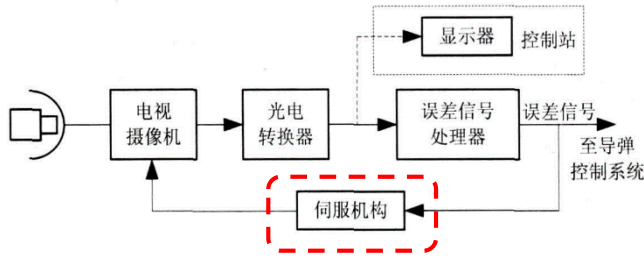 显示器
控制站
电视
摄像机
光电
转换器
误差信号
处理器
误差信号
至导弹
控制系统
伺服机构